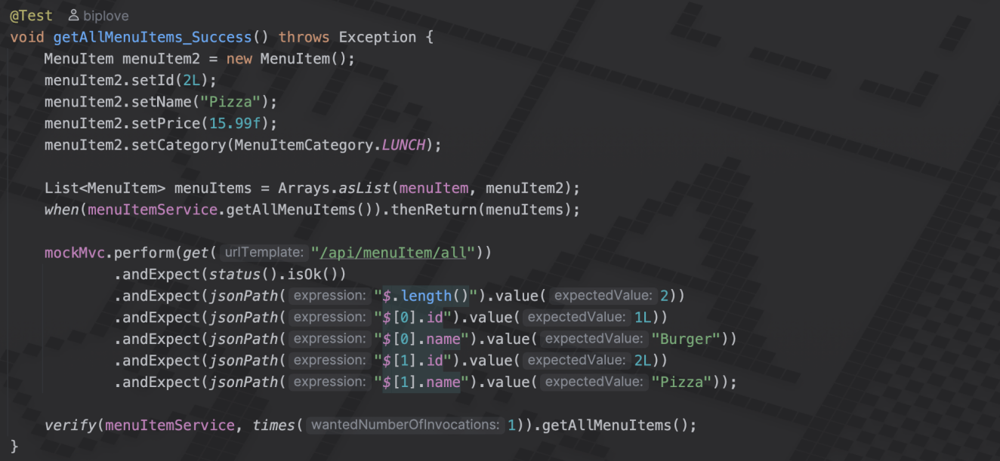 @Test biplove
void getAllMenuItems_Success() throws Exception {
    MenuItem menuItem2 = new MenuItem();
    menuItem2.setId(2L);
    menuItem2.setName("Pizza");
    menuItem2.setPrice(15.99f);
    menuItem2.setCategory(MenuItemCategory.LUNCH);
    List<MenuItem> menuItems = Arrays.asList(menuItem, menuItem2);
    when(menuItemService.getAllMenuItems()).thenReturn(menuItems);
    mockMvc.perform(get( urlTemplate: "/api/menuItem/all"))
            .andExpect(status().isOk())
            .andExpect(jsonPath( expression: "$.length()").value( expectedValue: 2))
            .andExpect(jsonPath( expression: "$[0].id").value( expectedValue: 1L))
            .andExpect(jsonPath( expression: "$[0].name").value( expectedValue: "Burger"))
            .andExpect(jsonPath( expression: "$[1].id").value( expectedValue: 2L))
            .andExpect(jsonPath( expression: "$[1].name").value( expectedValue: "Pizza"));
    verify(menuItemService, times( wantedNumberOfInvocations: 1)).getAllMenuItems();
}